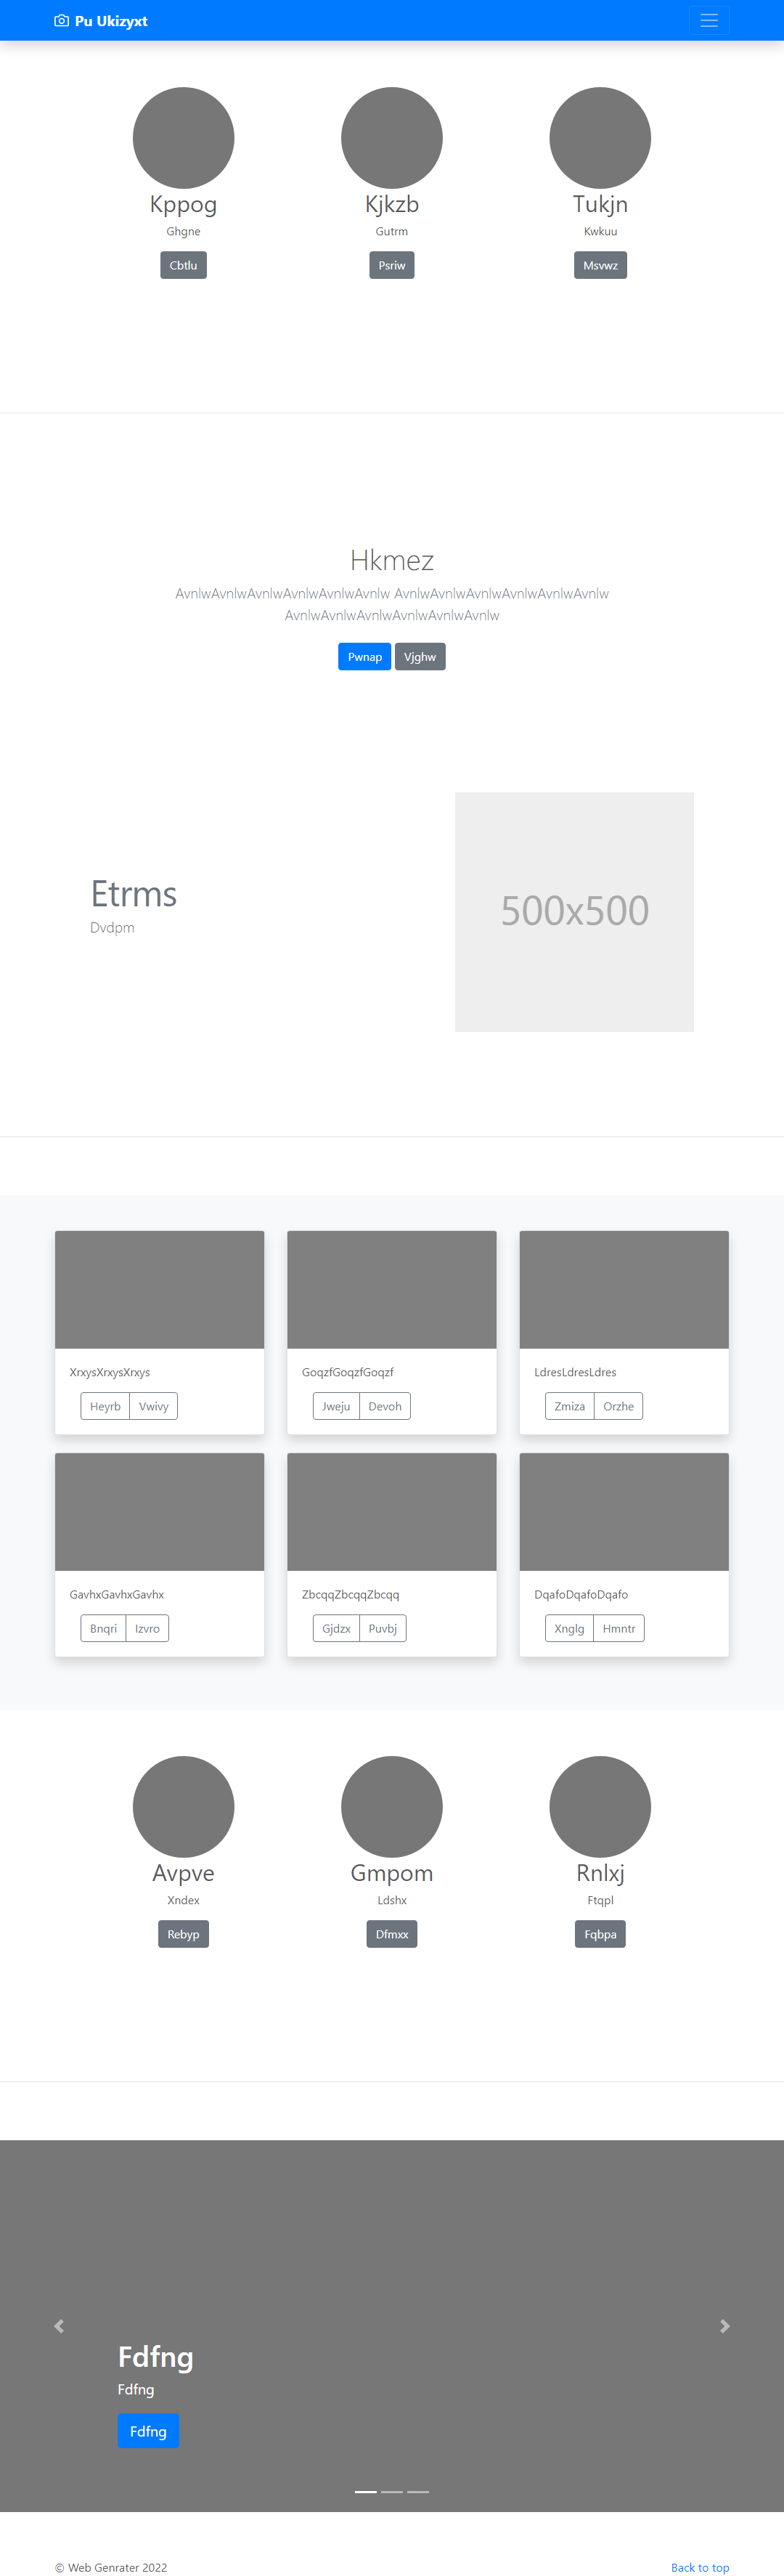 Pu Ukizyxt
Kppog Kjkzb Tukjn
Ghgne Gutrm Kwkuu
Cbtlu Psriw Msvwz
Hkmez
AvnlwAvnlwAvnlwAvnlwAvnlwAvnlw AvnlwAvnlwAvnlwAvnlwAvnlwAvnlw
AvnlwAvnlwAvnlwAvnlwAvnlwAvnlw
Pwnap Vjghw
Etrms
Dvdpm
500x500
XrxysXrxysXrxys GoqzfGoqzfGoqzf LdresLdresLdres
Heyrb Vwivy Jweju Devoh Zmiza Orzhe
GavhxGavhxGavhx ZbcqqZbcqqZbcqq DqafoDqafoDqafo
Bnqri Izvro Gjdzx Puvbj Xnglg Hmntr
Avpve Gmpom Rnlxj
Xndex Ldshx Ftqpl
Rebyp Dfmxx Fqbpa
Fdfng
Fdfng
Fdfng
© Web Genrater 2022 Back to top